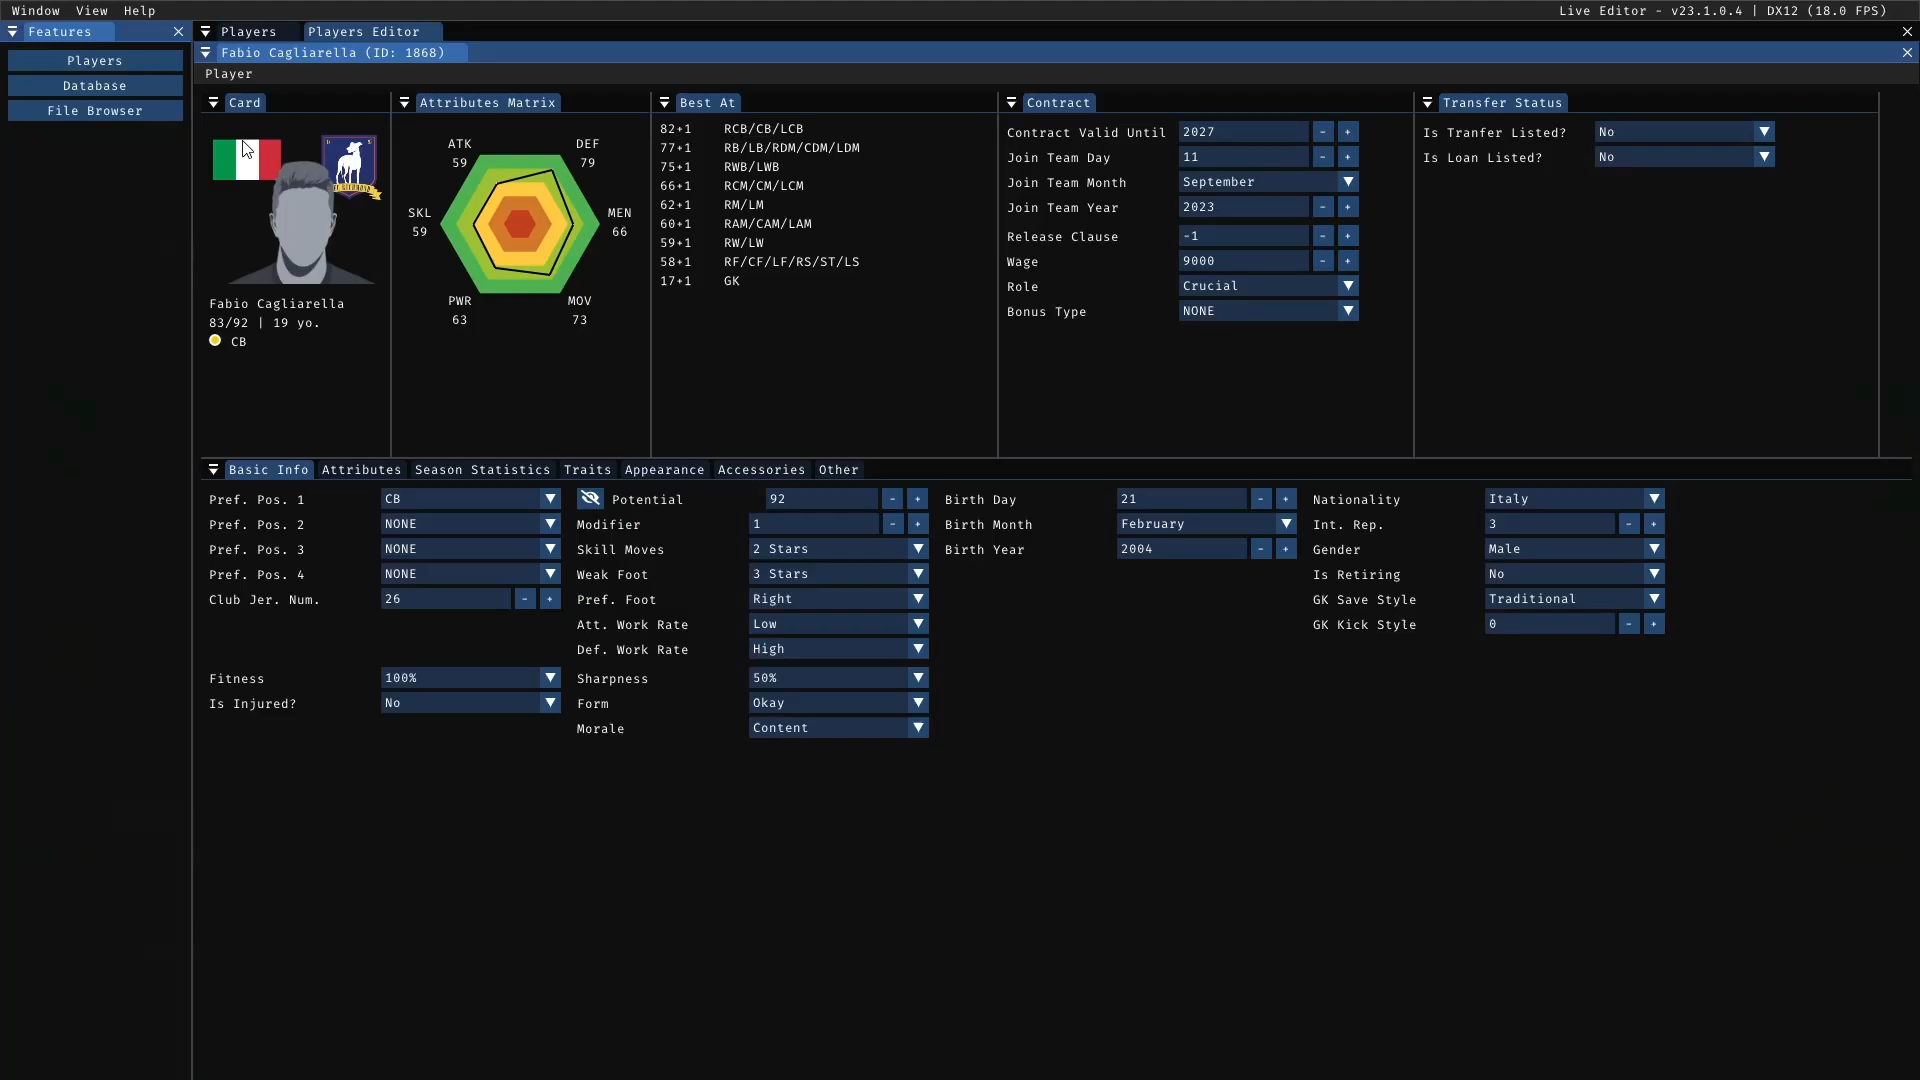 Window View Help
Live Editor - v23.1.0.4 | DX12 (18.0 FPS)
Features
Players
Database
File Browser
Players Players Editor
Fabio Cagliarella (ID: 1868)
Player
Card
Fabio Cagliarella
83/92 | 19 yo.
CB
Attributes Matrix
ATK
59
DEF
79
SKL
59
MEN
66
PWR
63
MOV
73
Best At
82+1 RCB/CB/LCB
77+1 RB/LB/RDM/CDM/LDM
75+1 RWB/LWB
66+1 RCM/CM/LCM
62+1 RM/LM
60+1 RAM/CAM/LAM
59+1 RW/LW
58+1 RF/CF/LF/RS/ST/LS
17+1 GK
Contract
Contract Valid Until 2027 - +
Join Team Day 11 - +
Join Team Month September
Join Team Year 2023 - +
Release Clause -1 - +
Wage 9000 - +
Role Crucial
Bonus Type NONE
Transfer Status
Is Tranfer Listed? No
Is Loan Listed? No
Basic Info Attributes Season Statistics Traits Appearance Accessories Other
Pref. Pos. 1 CB
Pref. Pos. 2 NONE
Pref. Pos. 3 NONE
Pref. Pos. 4 NONE
Club Jer. Num. 26 - +
Fitness 100%
Is Injured? No
Potential 92 - +
Modifier 1 - +
Skill Moves 2 Stars
Weak Foot 3 Stars
Pref. Foot Right
Att. Work Rate Low
Def. Work Rate High
Sharpness 50%
Form Okay
Morale Content
Birth Day 21 - +
Birth Month February
Birth Year 2004 - +
Nationality Italy
Int. Rep. 3 - +
Gender Male
Is Retiring No
GK Save Style Traditional
GK Kick Style 0 - +